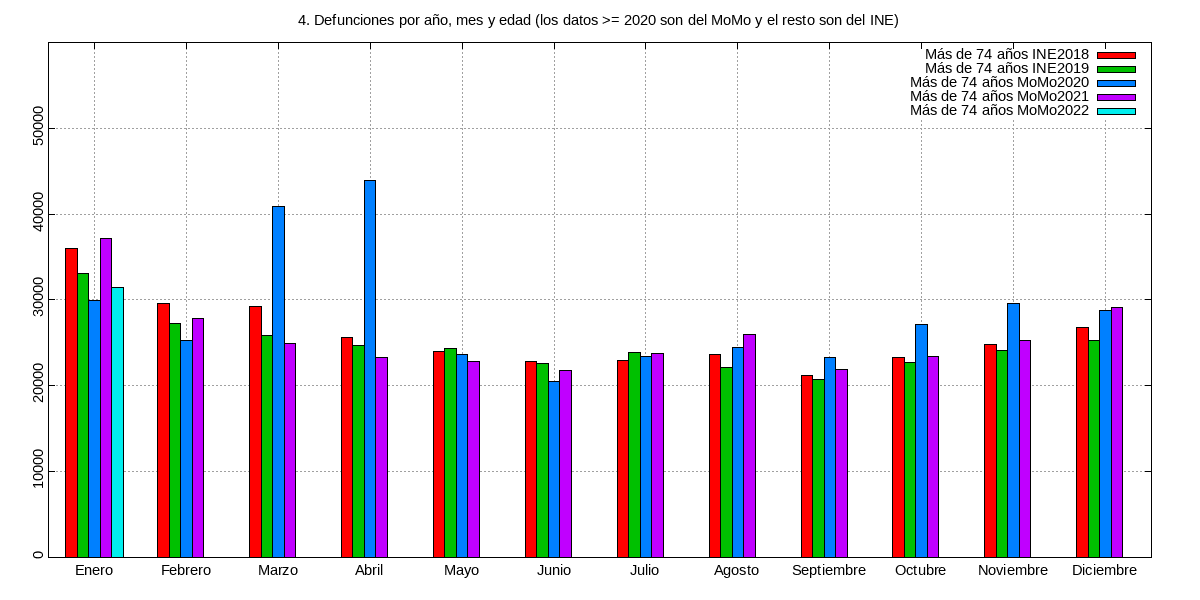 4. Defunciones por año, mes y edad (los datos >= 2020 son del MoMo y el resto son del INE)
Más de 74 años INE2018
Más de 74 años INE2019
Más de 74 años MoMo2020
Más de 74 años MoMo2021
Más de 74 años MoMo2022
50000
40000
30000
20000
10000
0
Enero Febrero Marzo Abril Mayo Junio Julio Agosto Septiembre Octubre Noviembre Diciembre